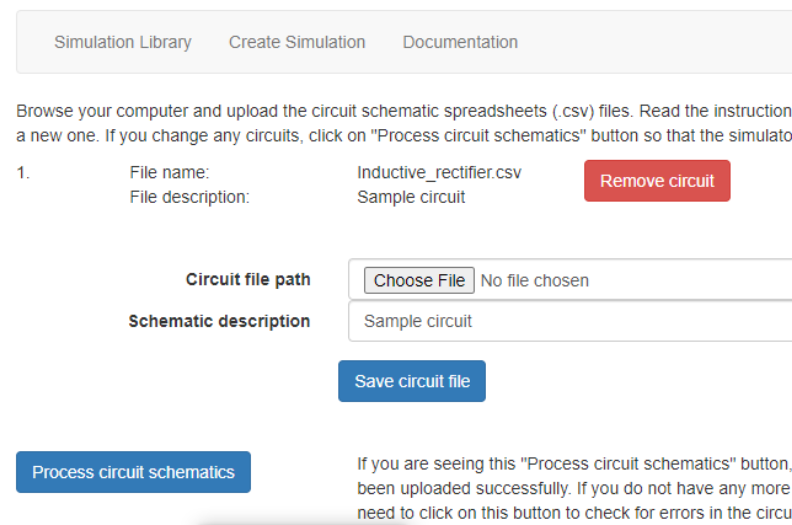 Simulation Library Create Simulation Documentation
Browse your computer and upload the circuit schematic spreadsheets (.csv) files. Read the instruction
a new one. If you change any circuits, click on "Process circuit schematics" button so that the simulato
1. File name: Inductive_rectifier.csv Remove circuit
File description: Sample circuit
Circuit file path Choose File No file chosen
Schematic description Sample circuit
Save circuit file
Process circuit schematics If you are seeing this "Process circuit schematics" button,
been uploaded successfully. If you do not have any more
need to click on this button to check for errors in the circu